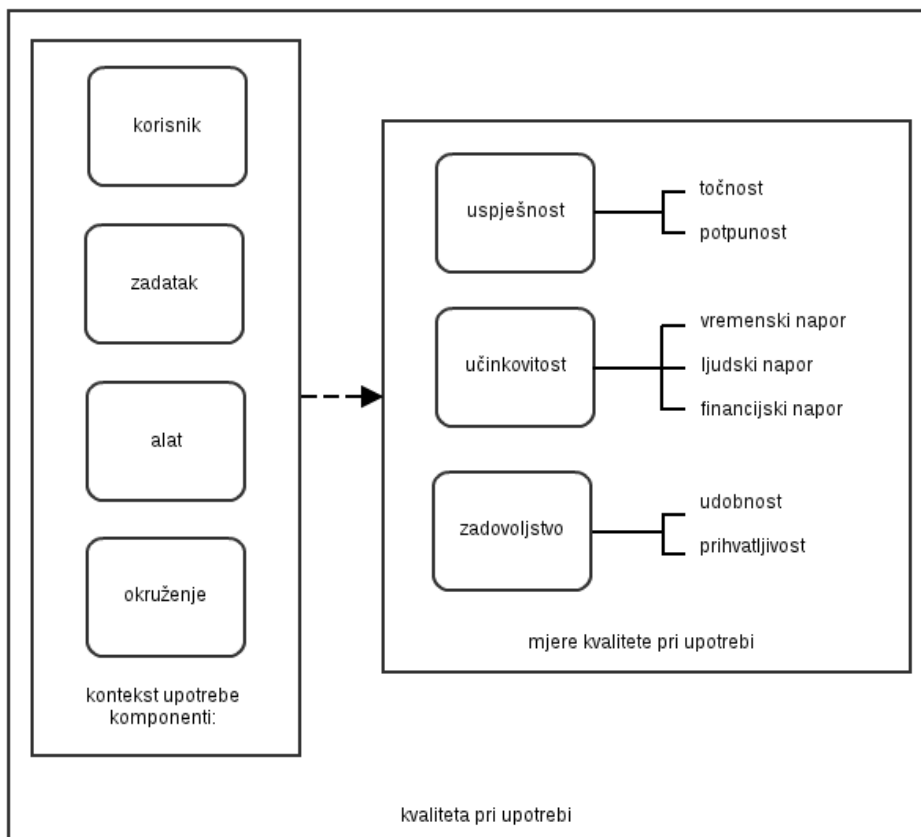 korisnik
zadatak
alat
okruženje
kontekst upotrebe
komponenti:
uspješnost
točnost
potpunost
učinkovitost
vremenski napor
ljudski napor
financijski napor
zadovoljstvo
udobnost
prihvatljivost
mjere kvalitete pri upotrebi
kvaliteta pri upotrebi